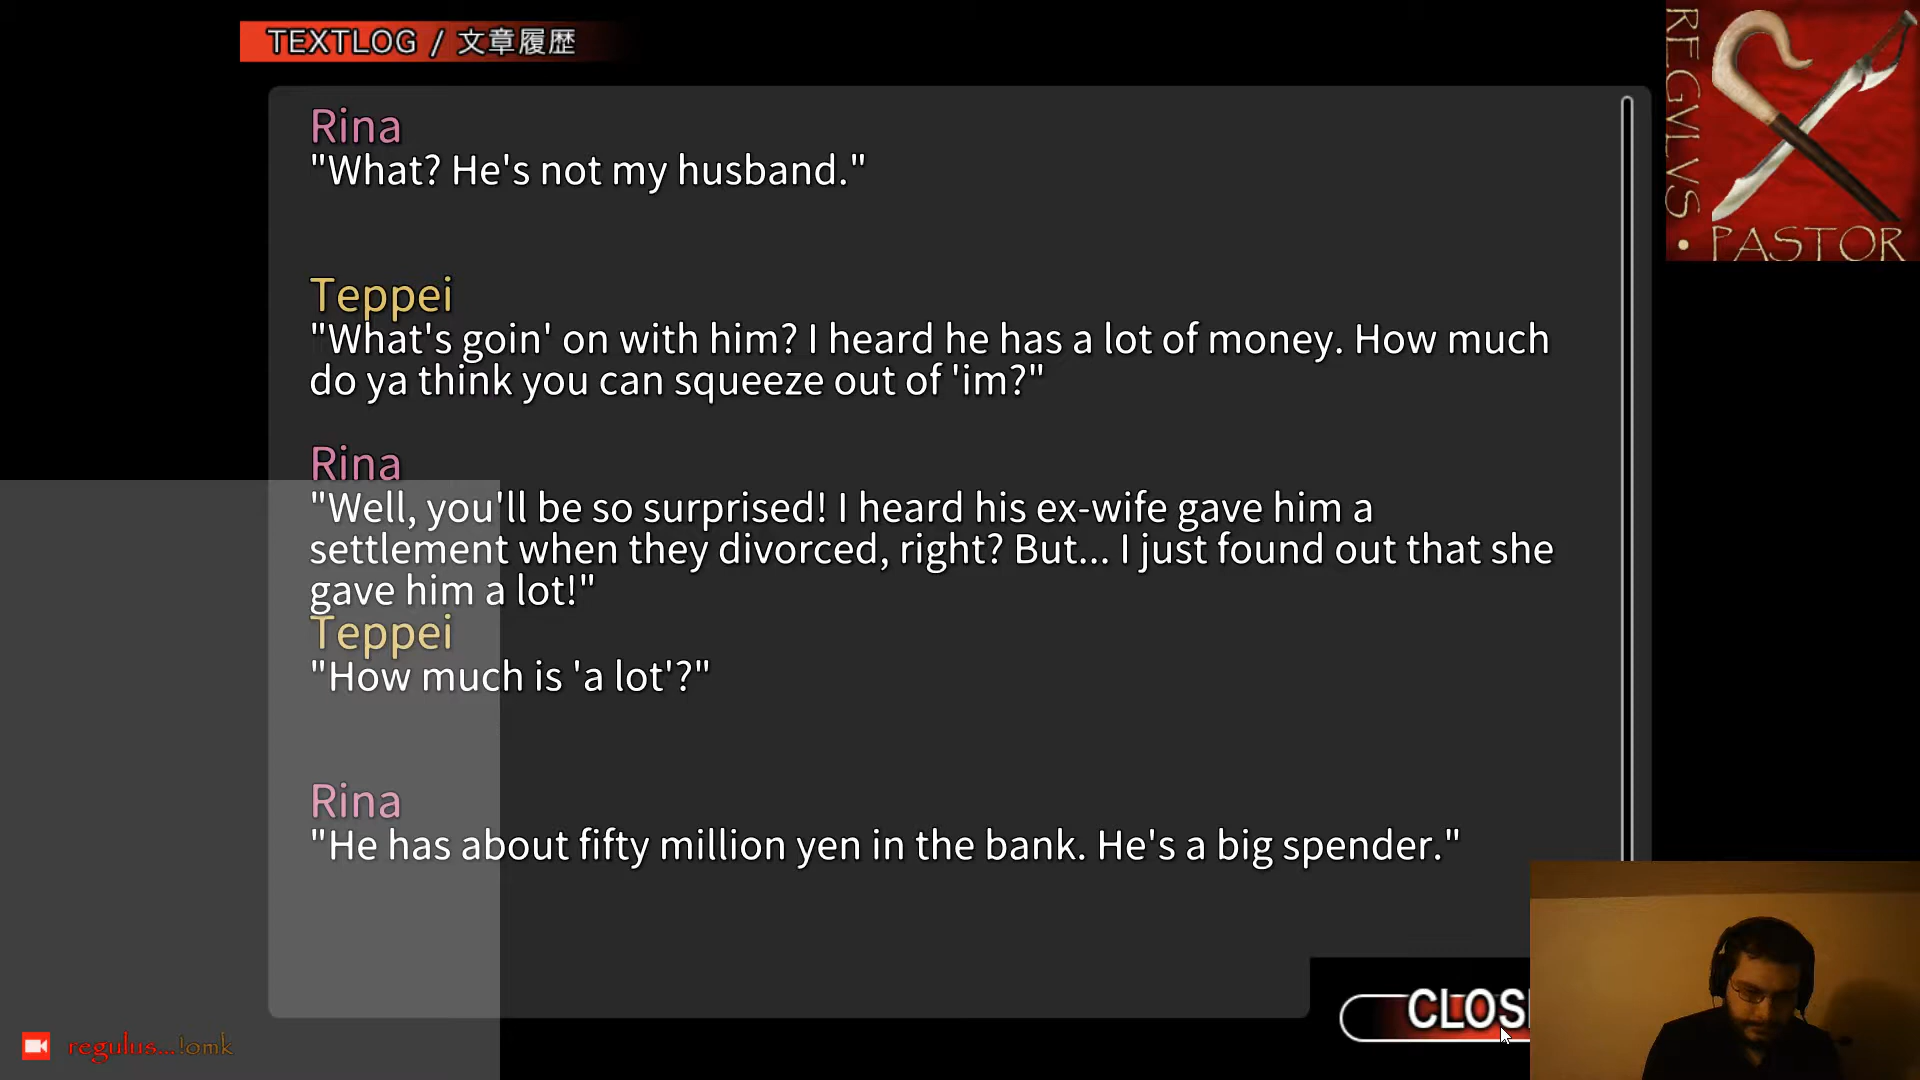 TEXTLOG / 文章履歴
REGVLVS
• PASTOR
Rina
"What? He's not my husband."
Teppei
"What's goin' on with him? I heard he has a lot of money. How much
do ya think you can squeeze out of 'im?"
Rina
"Well, you'll be so surprised! I heard his ex-wife gave him a
settlement when they divorced, right? But... I just found out that she
gave him a lot!"
Teppei
"How much is 'a lot'?"
Rina
"He has about fifty million yen in the bank. He's a big spender."
CLOS
regulus...!omk